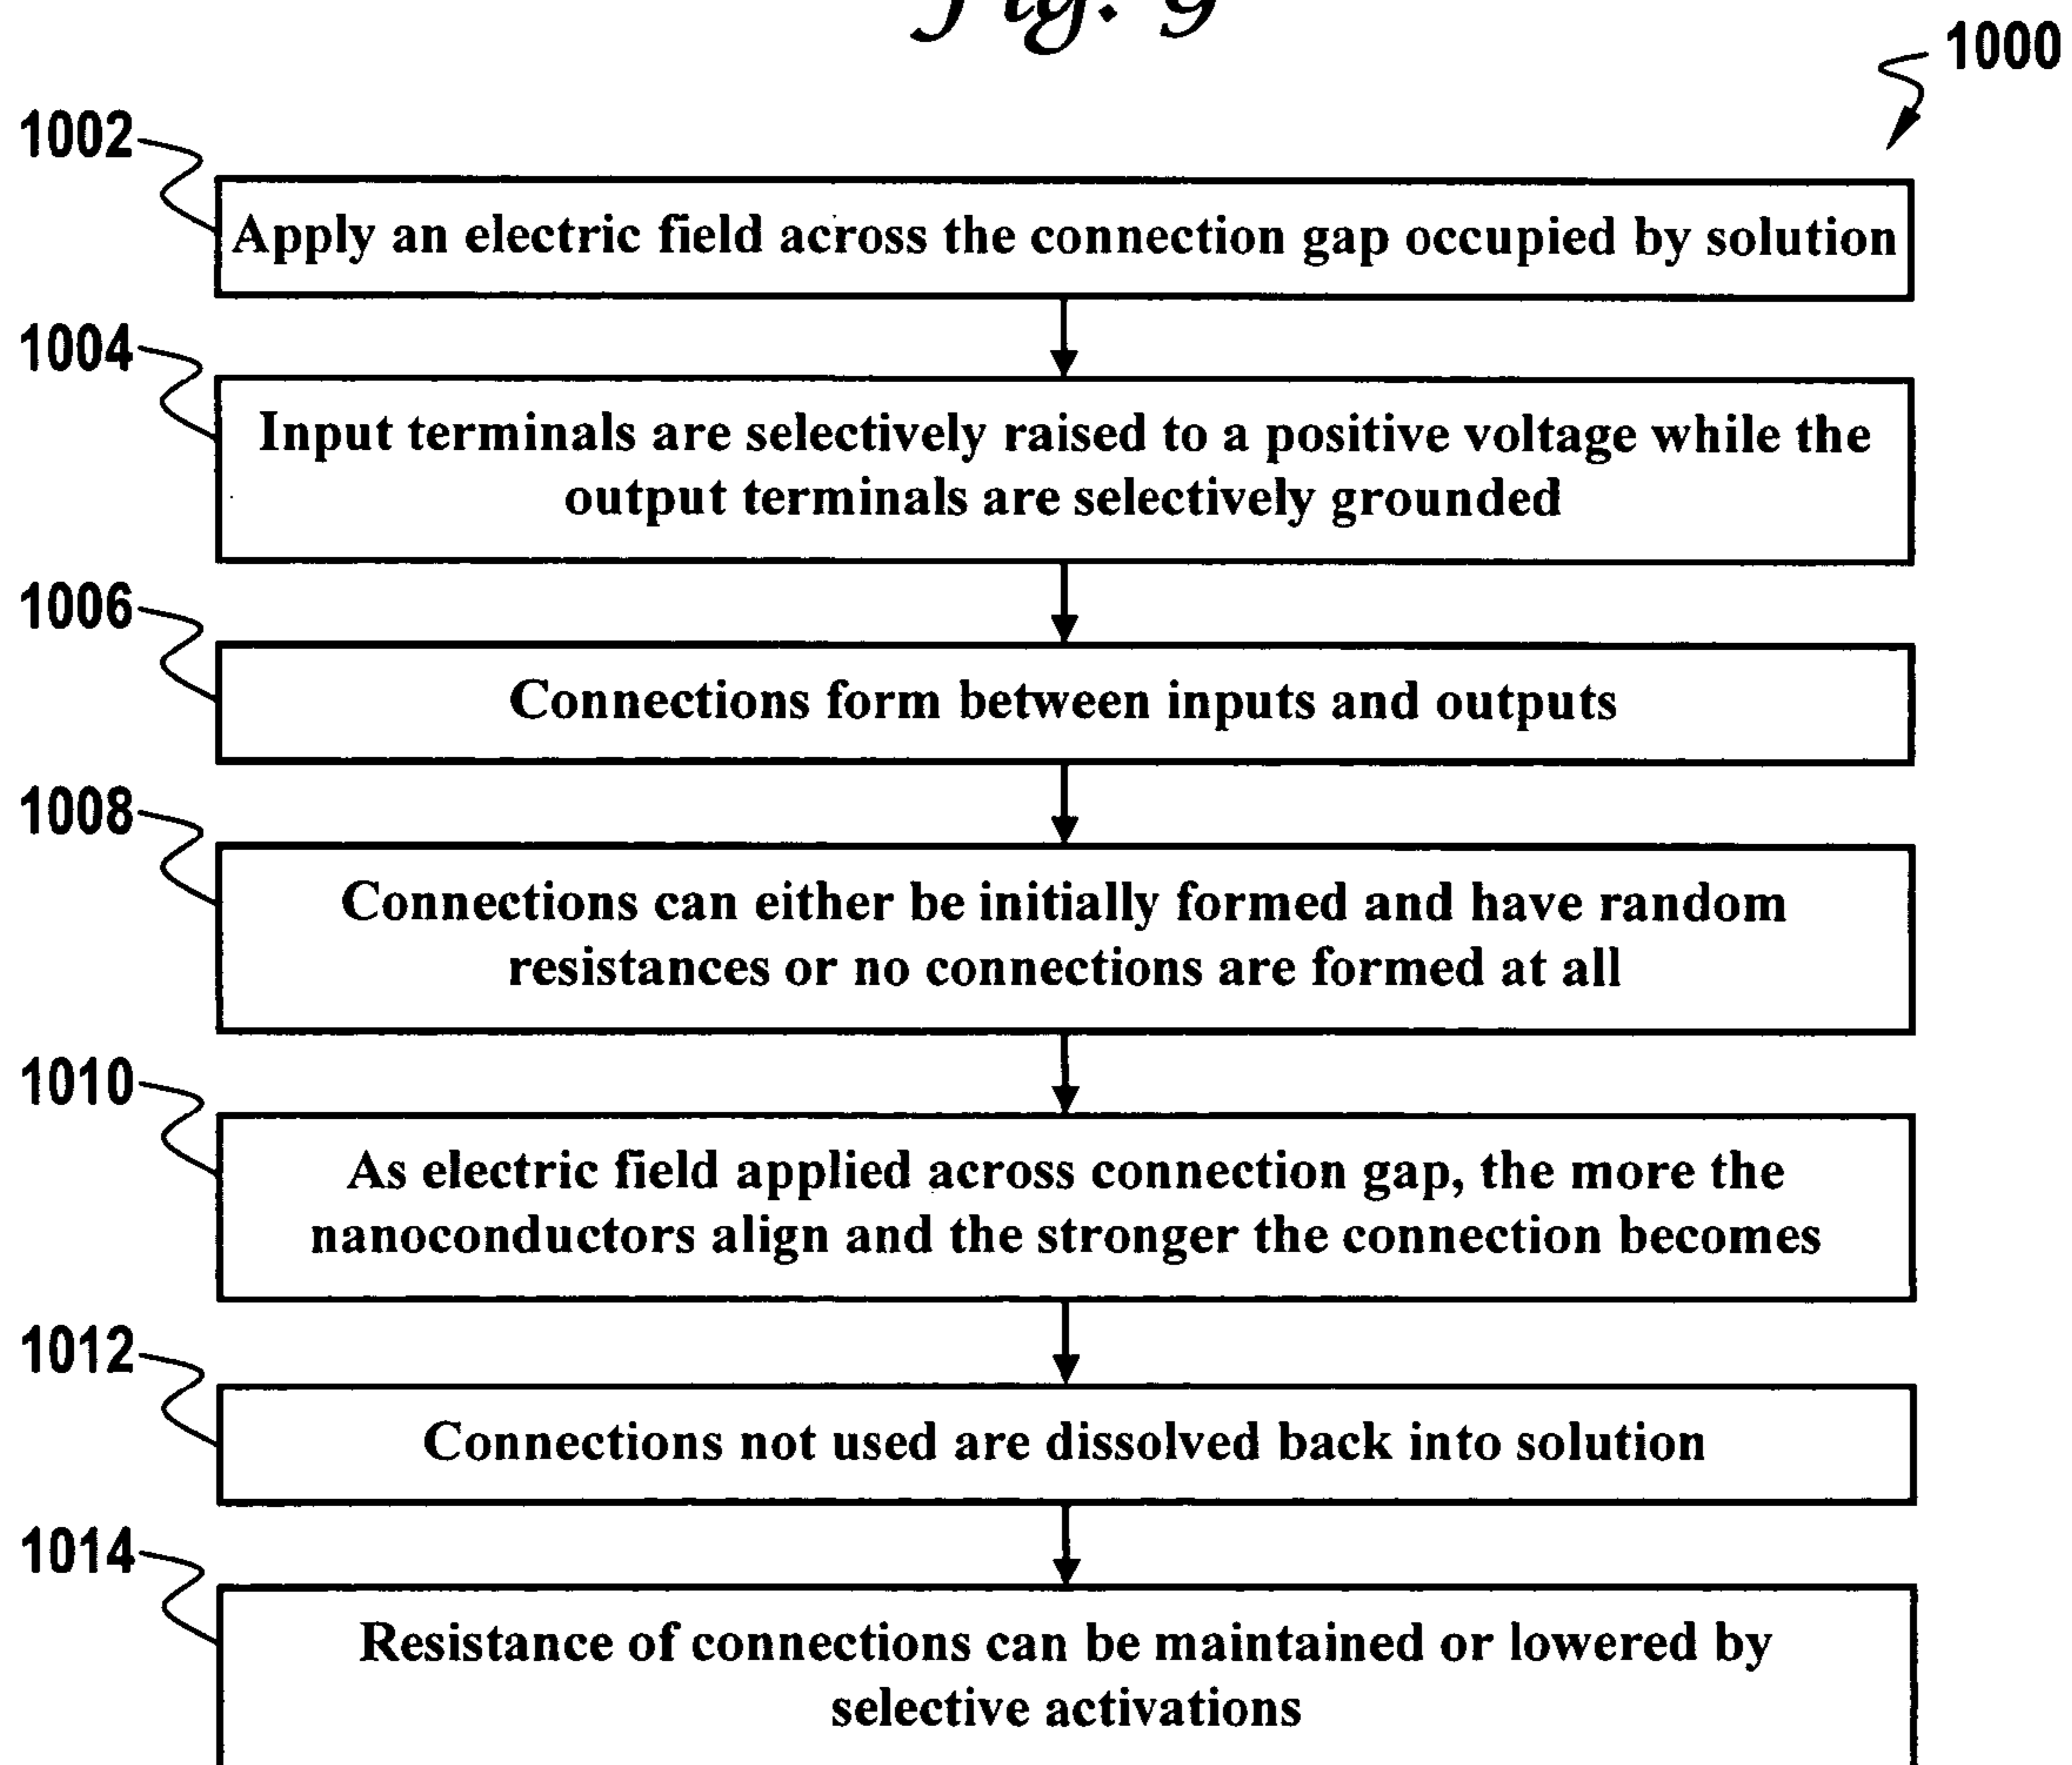 Fig. 9
1000
1002
Apply an electric field across the connection gap occupied by solution
1004
Input terminals are selectively raised to a positive voltage while the
output terminals are selectively grounded
1006
Connections form between inputs and outputs
1008
Connections can either be initially formed and have random
resistances or no connections are formed at all
1010
As electric field applied across connection gap, the more the
nanoconductors align and the stronger the connection becomes
1012
Connections not used are dissolved back into solution
1014
Resistance of connections can be maintained or lowered by
selective activations